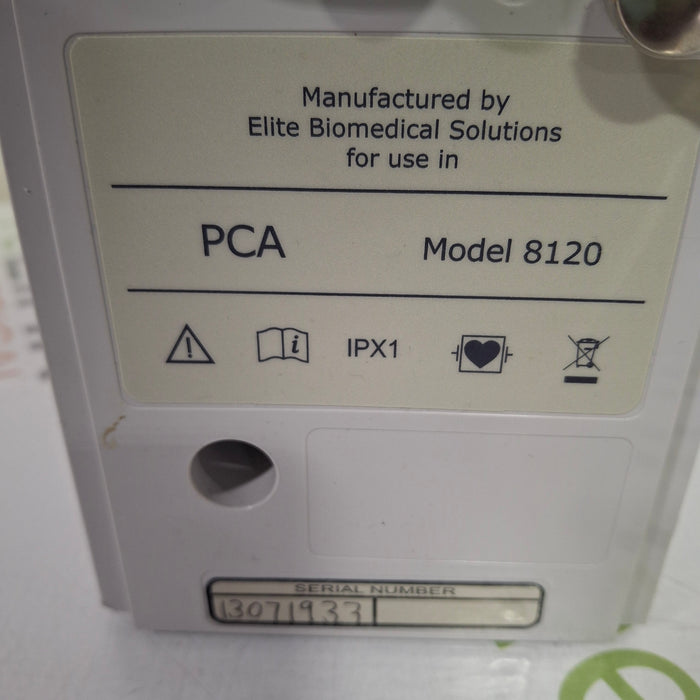 Manufactured by
Elite Biomedical Solutions
for use in
PCA Model 8120
i IPX1
SERIAL NUMBER
13071933